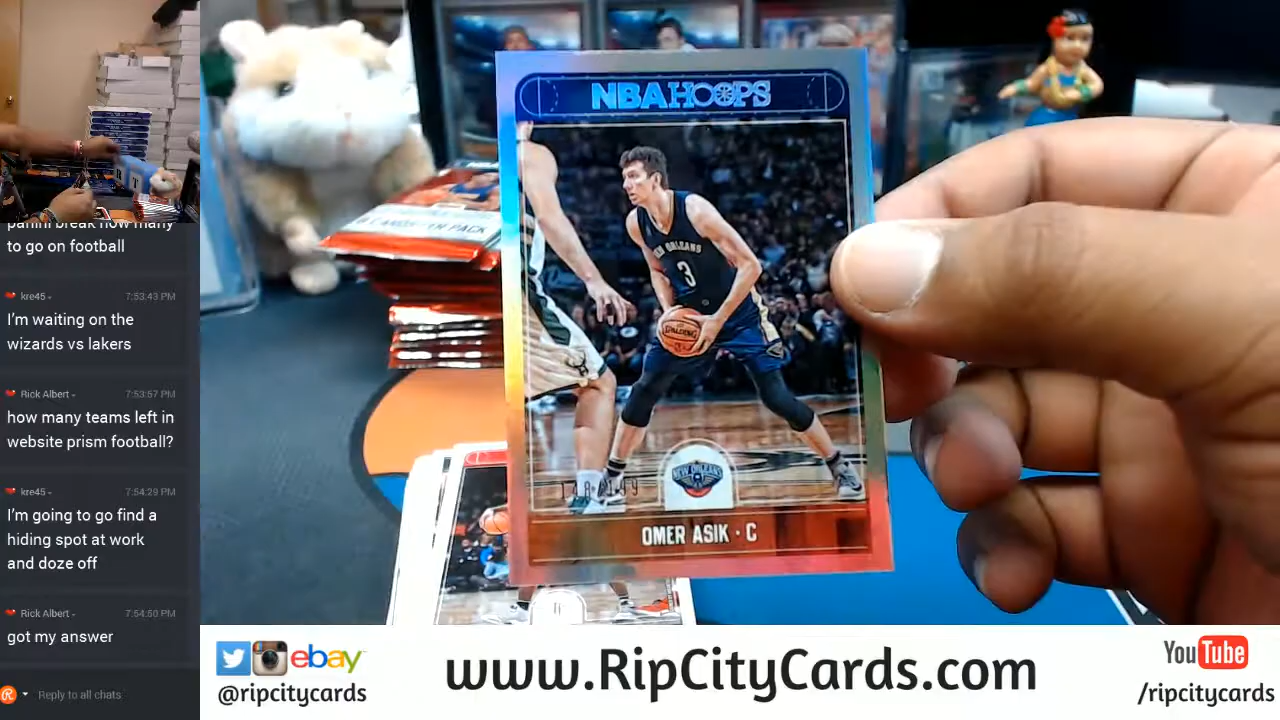 panini break how many
to go on football
kre45
7:53:43 PM
I'm waiting on the
wizards vs lakers
Rick Albert
7:53:57 PM
how many teams left in
website prism football?
kre45
7:54:29 PM
I'm going to go find a
hiding spot at work
and doze off
Rick Albert
7:54:50 PM
got my answer
Reply to all chats
NBA HOOPS
NEW ORLEANS
3
SPALDING
NEW ORLEANS
OMER ASIK · C
ebay
@ripcitycards
www.RipCityCards.com
YouTube
/ripcitycards